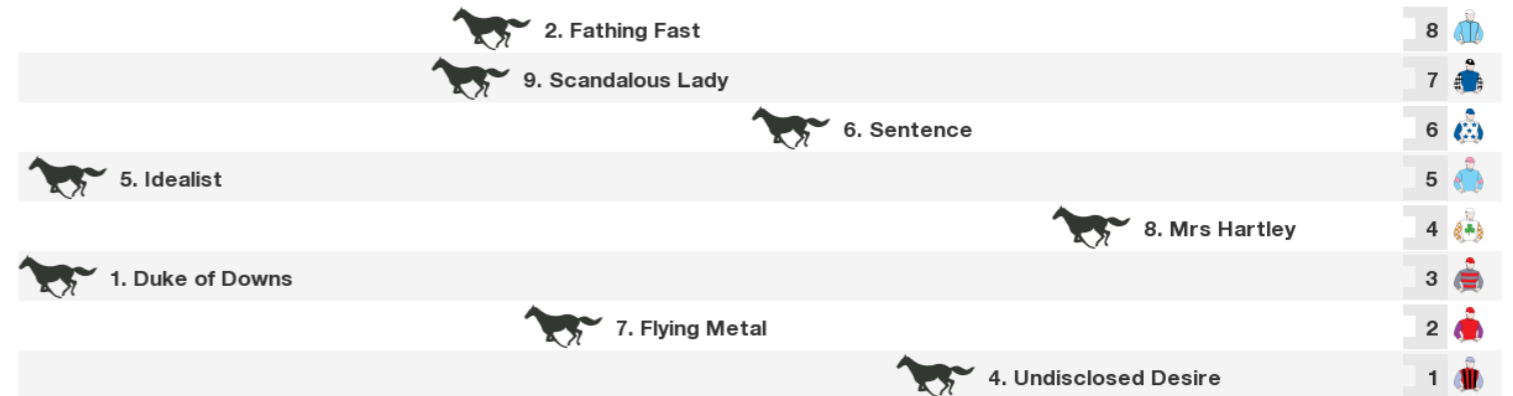 2. Fathing Fast 8
9. Scandalous Lady 7
6. Sentence 6
5. Idealist 5
8. Mrs Hartley 4
1. Duke of Downs 3
7. Flying Metal 2
4. Undisclosed Desire 1